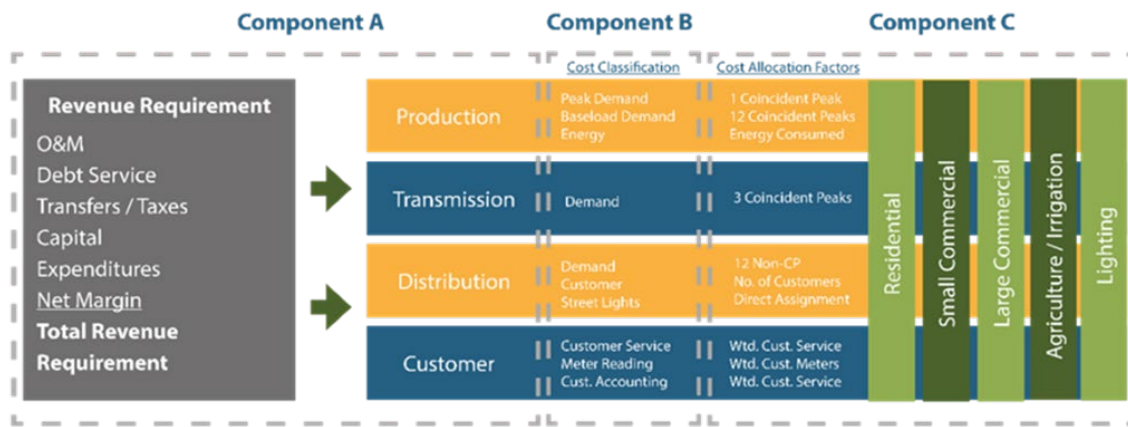 Component A
Component B
Component C
Revenue Requirement
O&M
Debt Service
Transfers / Taxes
Capital
Expenditures
Net Margin
Total Revenue
Requirement
Cost Classification
Cost Allocation Factors
Production
Peak Demand
Baseload Demand
Energy
1 Coincident Peak
12 Coincident Peaks
Energy Consumed
Transmission
Demand
3 Coincident Peaks
Distribution
Demand
Customer
Street Lights
12 Non-CP
No. of Customers
Direct Assignment
Customer
Customer Service
Meter Reading
Cust. Accounting
Wtd. Cust. Service
Wtd. Cust. Meters
Wtd. Cust. Service
Residential
Small Commercial
Large Commercial
Agriculture / Irrigation
Lighting